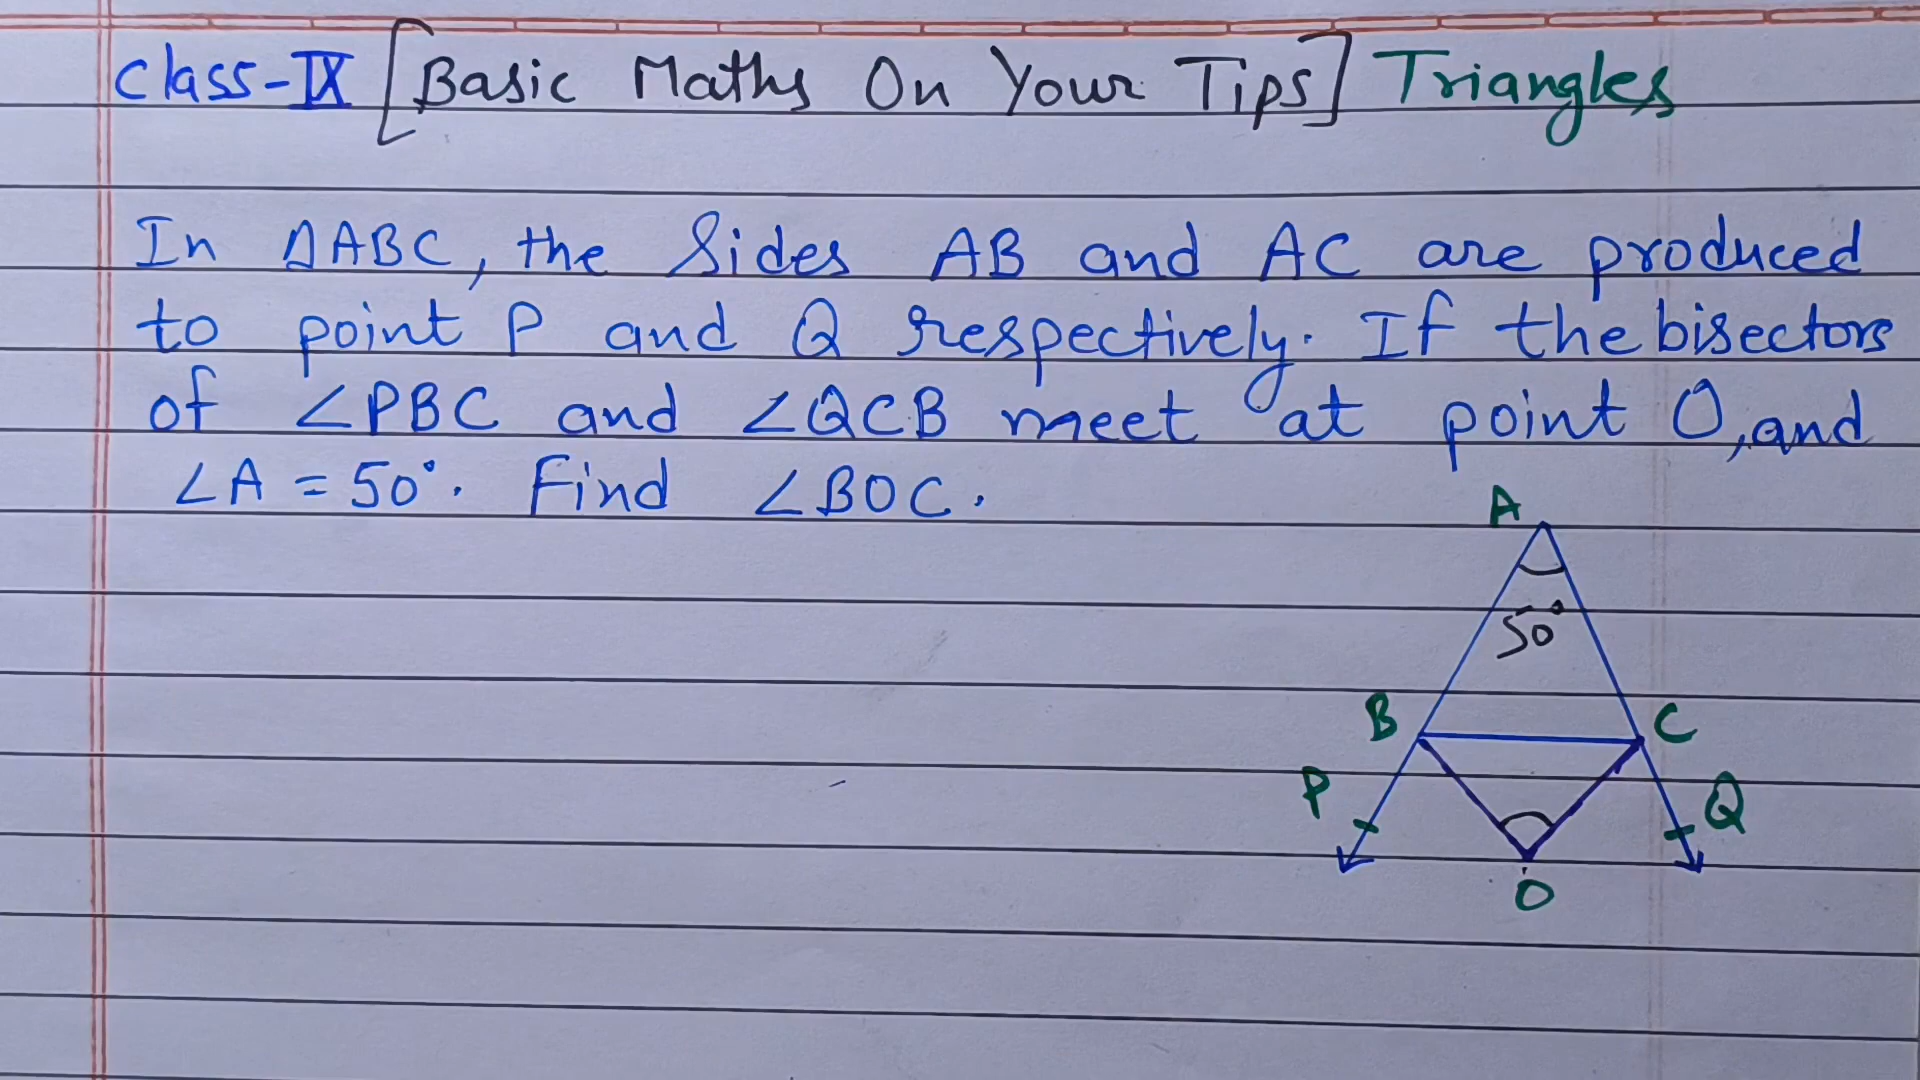 Class-IX [Basic Maths On Your Tips] Triangles
In ΔABC, the Sides AB and AC are produced
to point P and Q respectively. If the bisectors
of ∠PBC and ∠QCB meet at point O, and
∠A = 50°. Find ∠BOC.
A
50°
B C
P Q
O